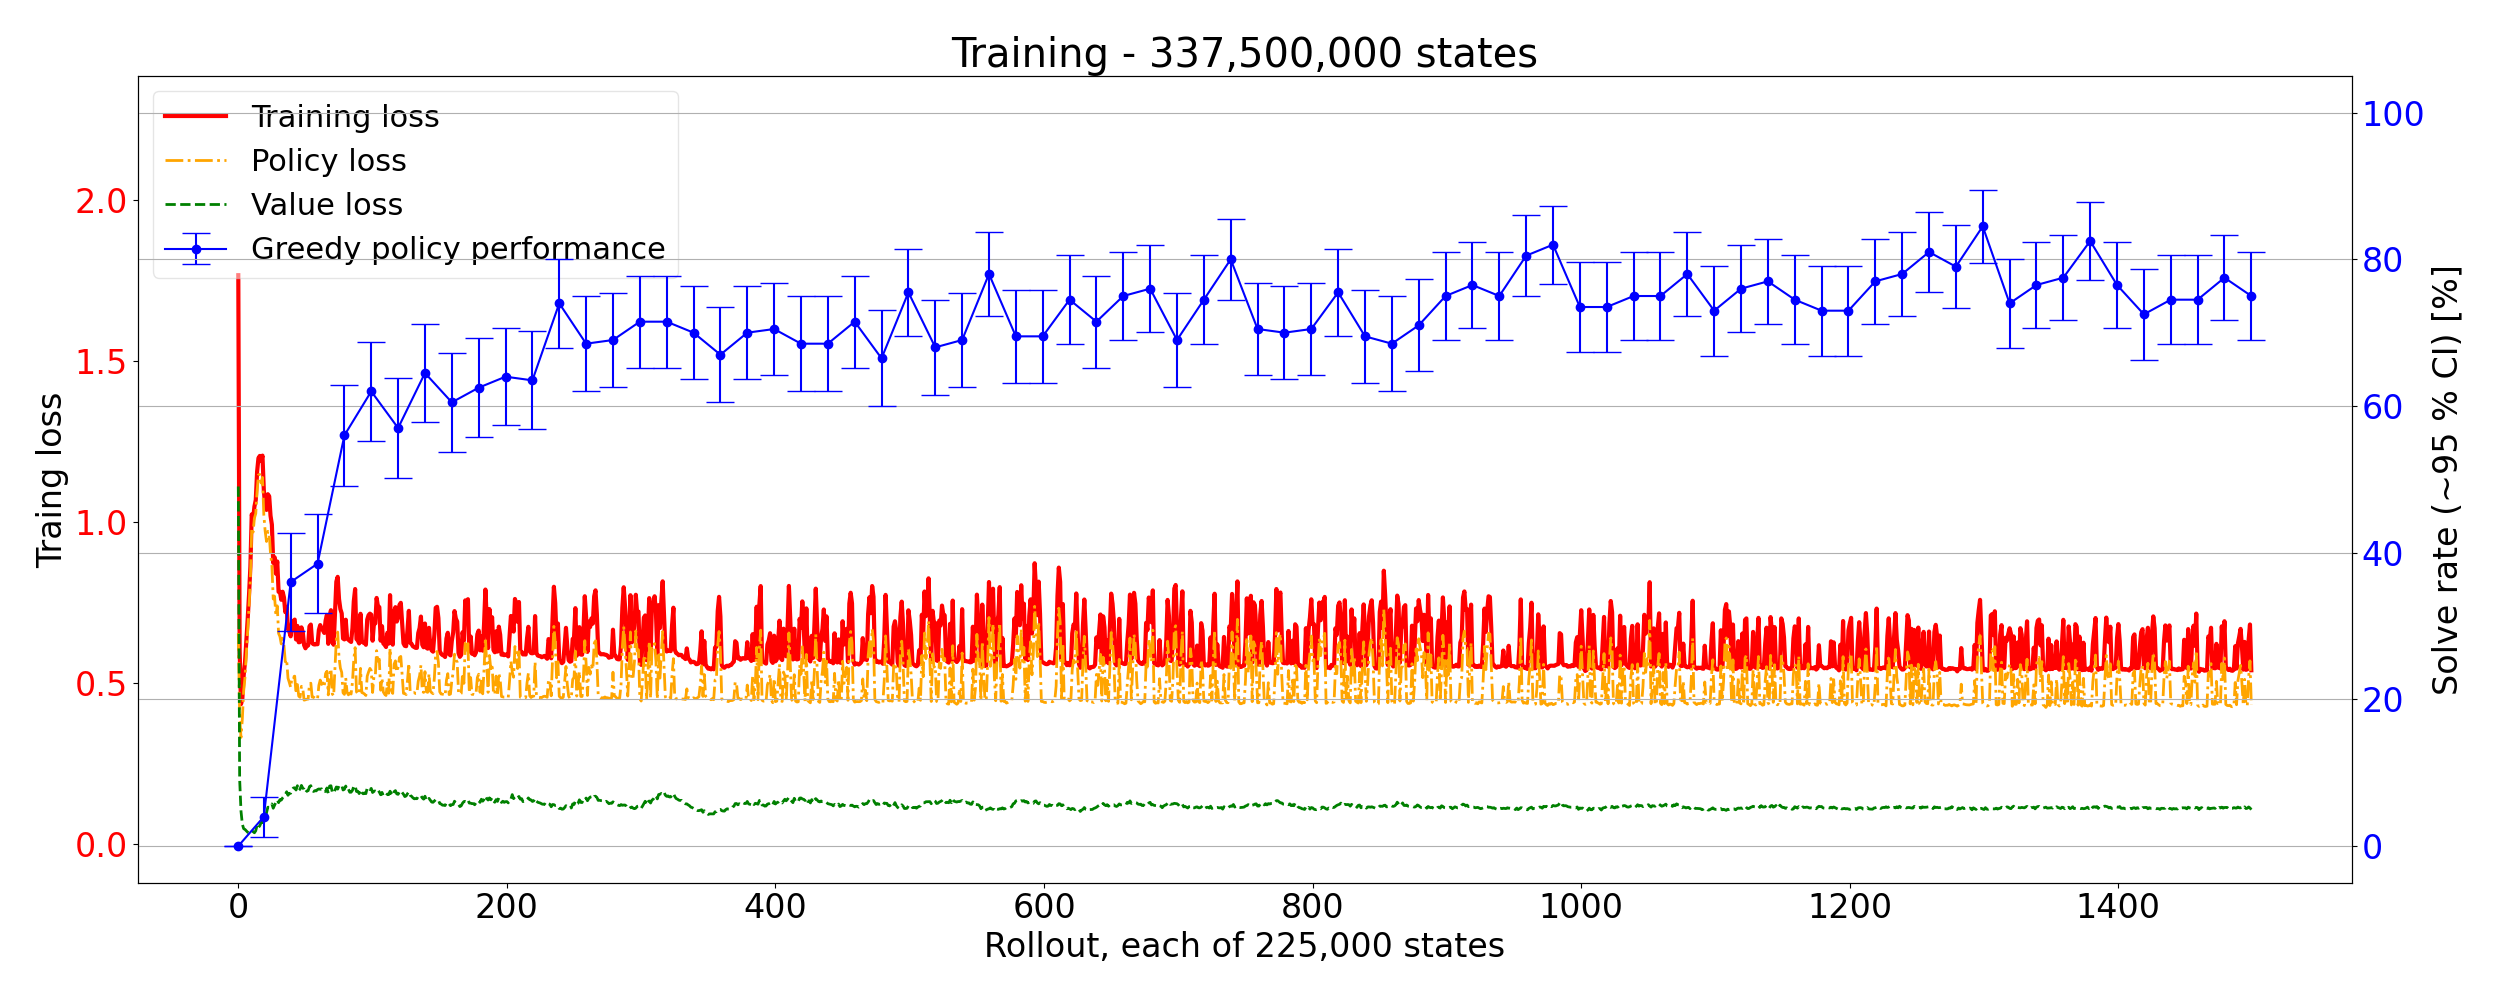 Training - 337,500,000 states
Training loss
Policy loss
Value loss
Greedy policy performance
Traing loss
2.0
1.5
1.0
0.5
0.0
100
80
60
40
20
0
Solve rate (~95 % CI) [%]
0 200 400 600 800 1000 1200 1400
Rollout, each of 225,000 states